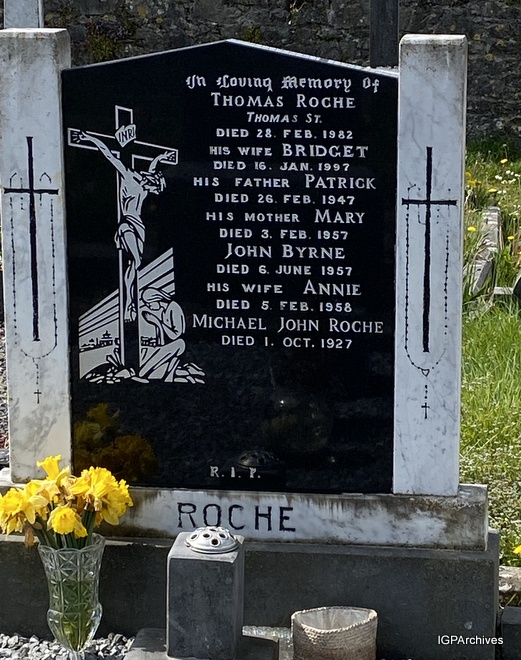 In Loving Memory Of
THOMAS ROCHE
THOMAS ST.
DIED 28. FEB. 1982
HIS WIFE BRIDGET
DIED 16. JAN. 1997
HIS FATHER PATRICK
DIED 26. FEB. 1947
HIS MOTHER MARY
DIED 3. FEB. 1957
JOHN BYRNE
DIED 6. JUNE 1957
HIS WIFE ANNIE
DIED 5. FEB. 1958
MICHAEL JOHN ROCHE
DIED 1. OCT. 1927
INRI
R. I. P.
ROCHE
IGPArchives